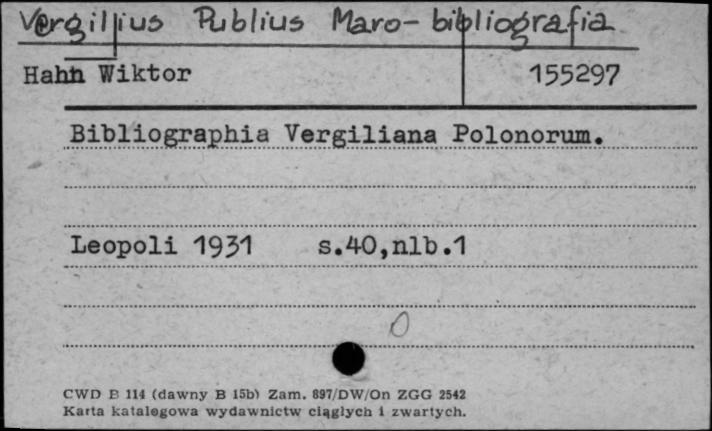 Vergilius Publius Maro - bibliografia
Hahn Wiktor 155297
Bibliographia Vergiliana Polonorum.
Leopoli 1931 s.40,nlb.1
0
CWD B 114 (dawny B 15b) Zam. 897/DW/On ZGG 2542
Karta katalogowa wydawnictw ciągłych i zwartych.